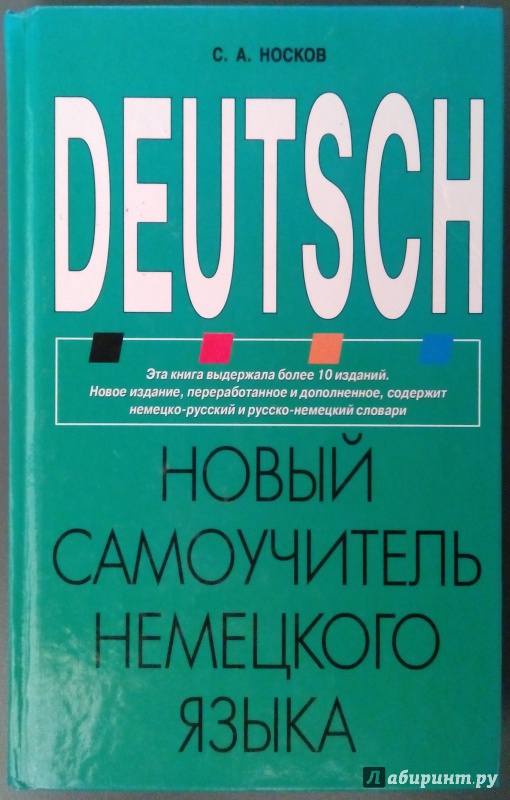 С. А. НОСКОВ
DEUTSCH
Эта книга выдержала более 10 изданий.
Новое издание, переработанное и дополненное, содержит
немецко-русский и русско-немецкий словари
НОВЫЙ
САМОУЧИТЕЛЬ
НЕМЕЦКОГО
ЯЗЫКА
Лабиринт.ру